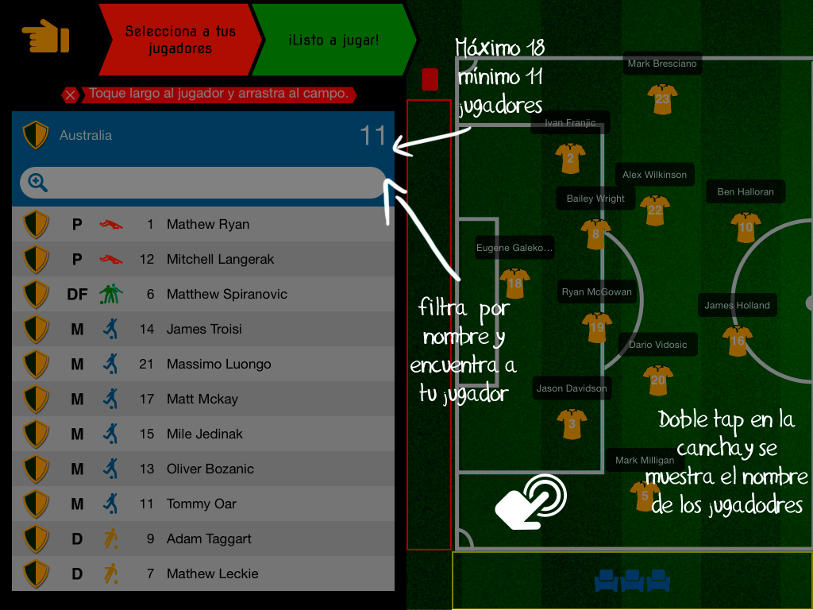 Selecciona a tus
jugadores
¡Listo a jugar!
Toque largo al jugador y arrastra al campo.
Australia
11
P 1 Mathew Ryan
P 12 Mitchell Langerak
DF 6 Matthew Spiranovic
M 14 James Troisi
M 21 Massimo Luongo
M 17 Matt Mckay
M 15 Mile Jedinak
M 13 Oliver Bozanic
M 11 Tommy Oar
D 9 Adam Taggart
D 7 Mathew Leckie
Máximo 18
mínimo 11
jugadores
filtra por
nombre y
encuentra a
tu jugador
Mark Bresciano
23
Ivan Franjic
2
Alex Wilkinson
22
Ben Halloran
10
Bailey Wright
8
Eugene Galeko...
18
Ryan McGowan
19
James Holland
16
Dario Vidosic
20
Jason Davidson
3
Mark Milligan
5
Doble tap en la
cancha y se
muestra el nombre
de los jugadodres